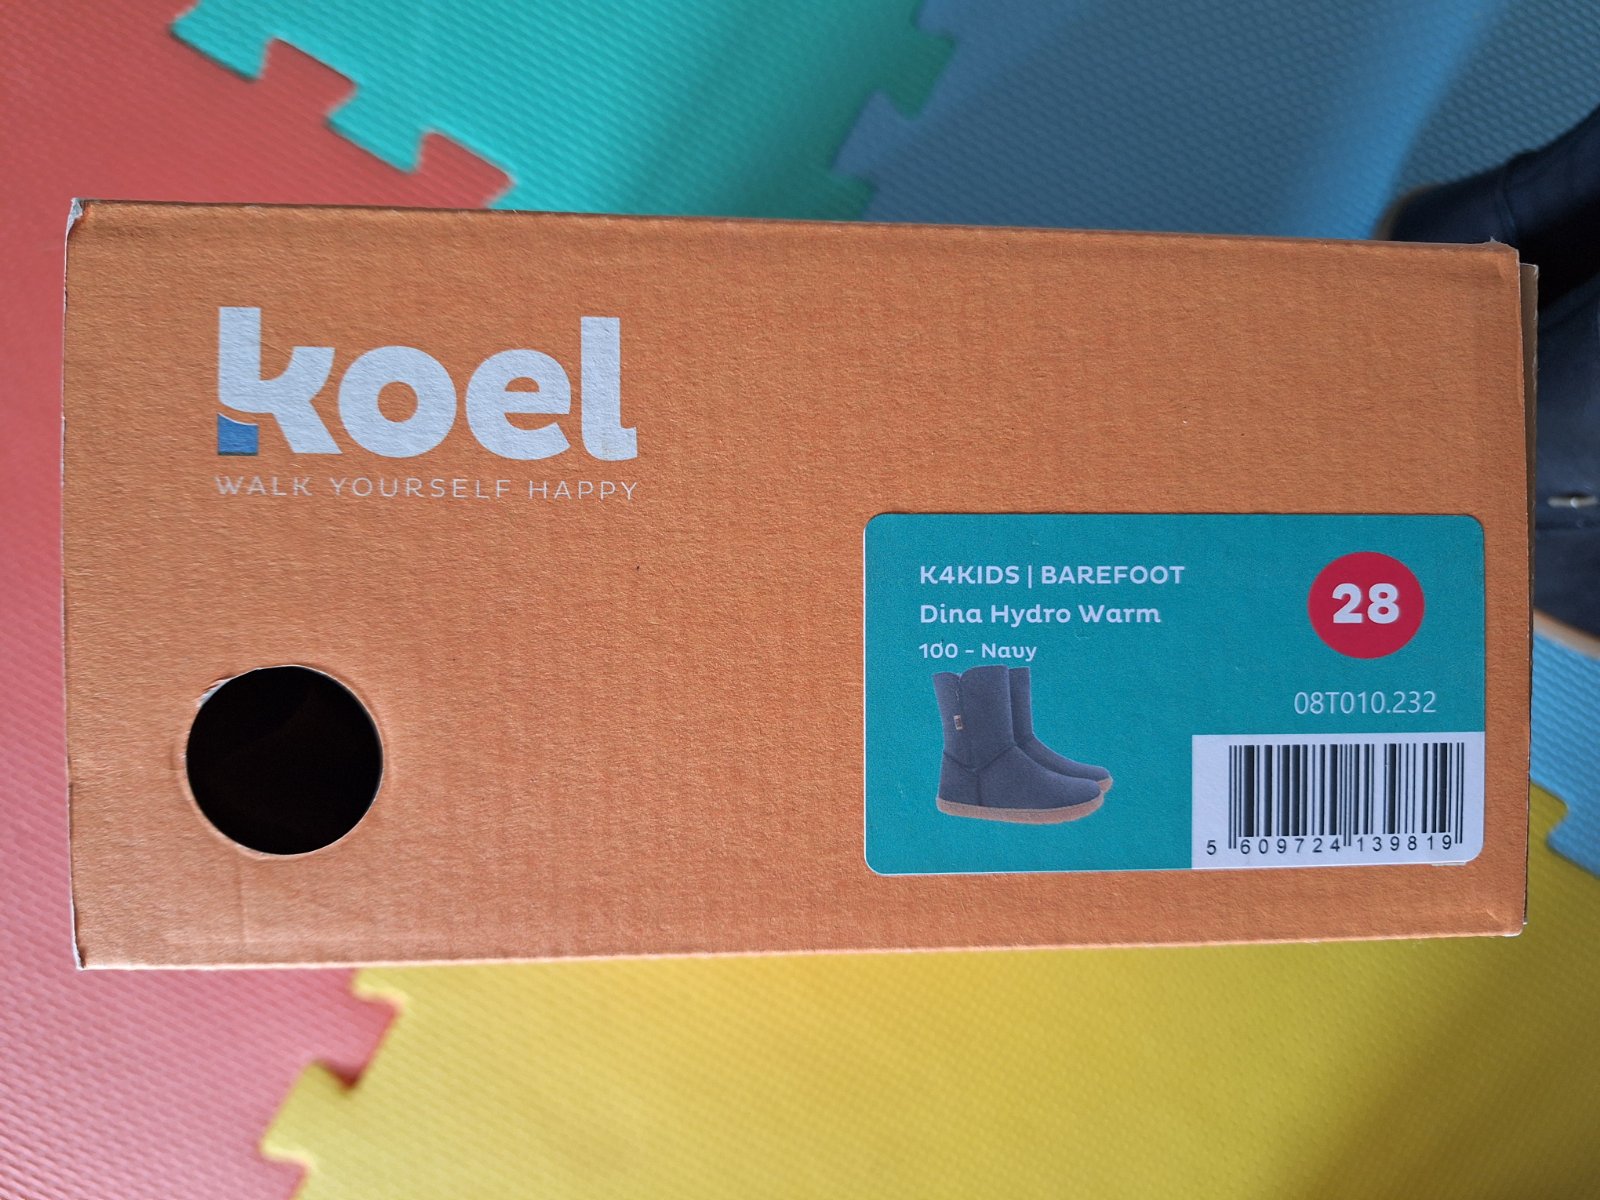 koel
WALK YOURSELF HAPPY
K4KIDS | BAREFOOT
Dina Hydro Warm
100 - Navy
28
08T010.232
5 609724 139819